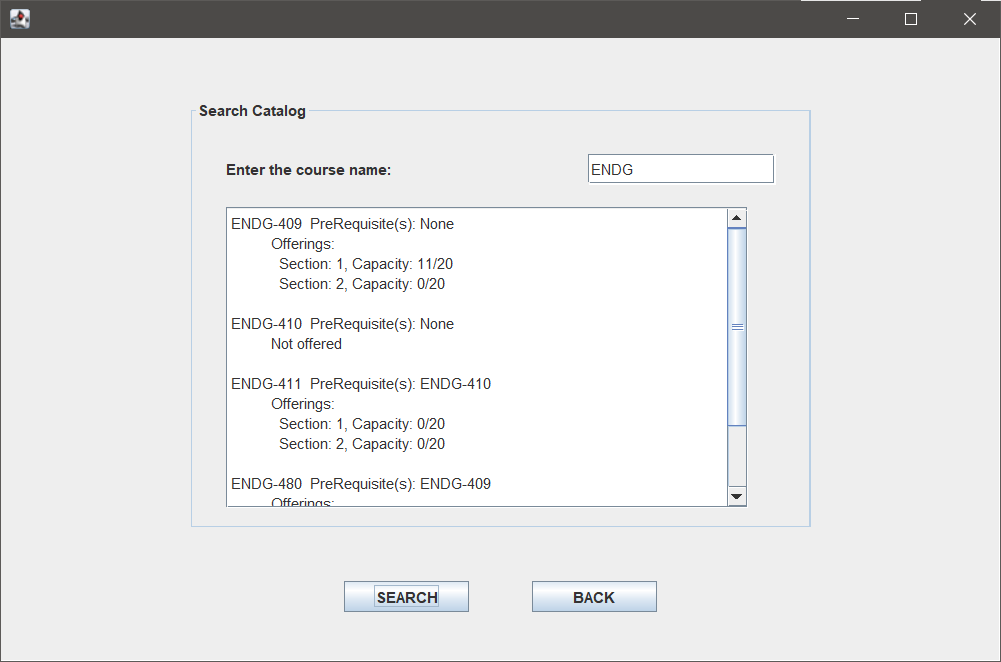 Search Catalog
Enter the course name: ENDG
ENDG-409 PreRequisite(s): None
Offerings:
Section: 1, Capacity: 11/20
Section: 2, Capacity: 0/20
ENDG-410 PreRequisite(s): None
Not offered
ENDG-411 PreRequisite(s): ENDG-410
Offerings:
Section: 1, Capacity: 0/20
Section: 2, Capacity: 0/20
ENDG-480 PreRequisite(s): ENDG-409
Offerings:
SEARCH BACK